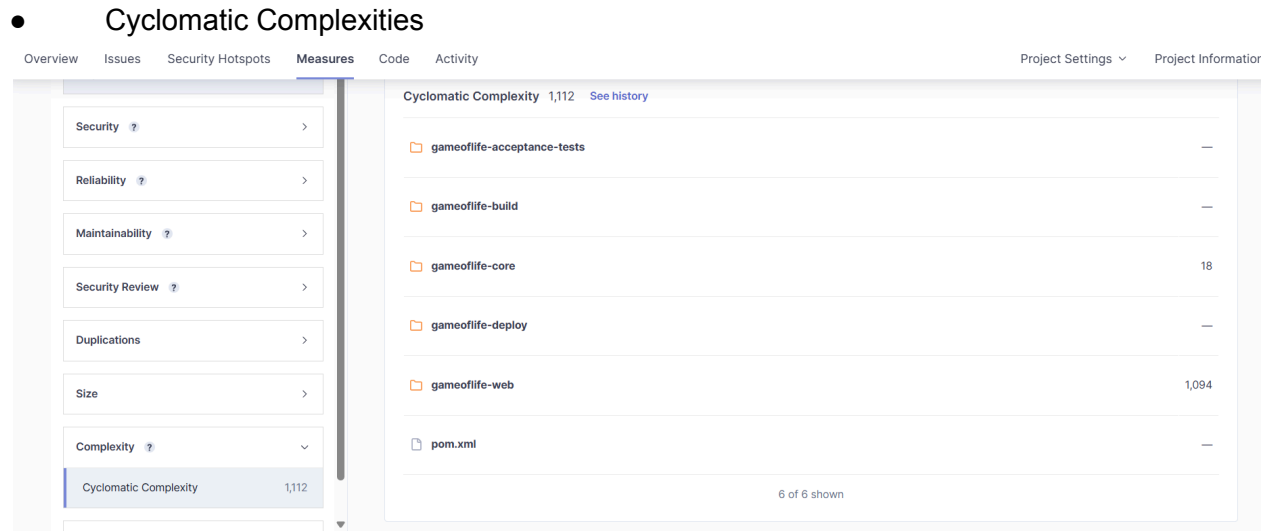 ● Cyclomatic Complexities
Overview Issues Security Hotspots Measures Code Activity Project Settings Project Information
Security ?
Reliability ?
Maintainability ?
Security Review ?
Duplications
Size
Complexity ?
Cyclomatic Complexity 1,112
Cyclomatic Complexity 1,112 See history
gameoflife-acceptance-tests —
gameoflife-build —
gameoflife-core 18
gameoflife-deploy —
gameoflife-web 1,094
pom.xml —
6 of 6 shown